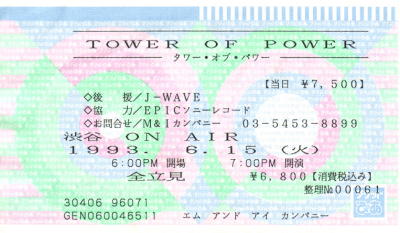 TOWER OF POWER
タワー・オブ・パワー
【当日 ¥7,500】
◇後 援/J-WAVE
◇協 力/EPICソニーレコード
◇お問合せ/M&Iカンパニー 03-5453-8899
渋谷 ON AIR
1993. 6.15 (火)
6:00PM 開場 7:00PM 開演
全立見 ¥6,800【消費税込み】
整理№00061
30406 96071
GEN060046511 エム アンド アイ カンパニー